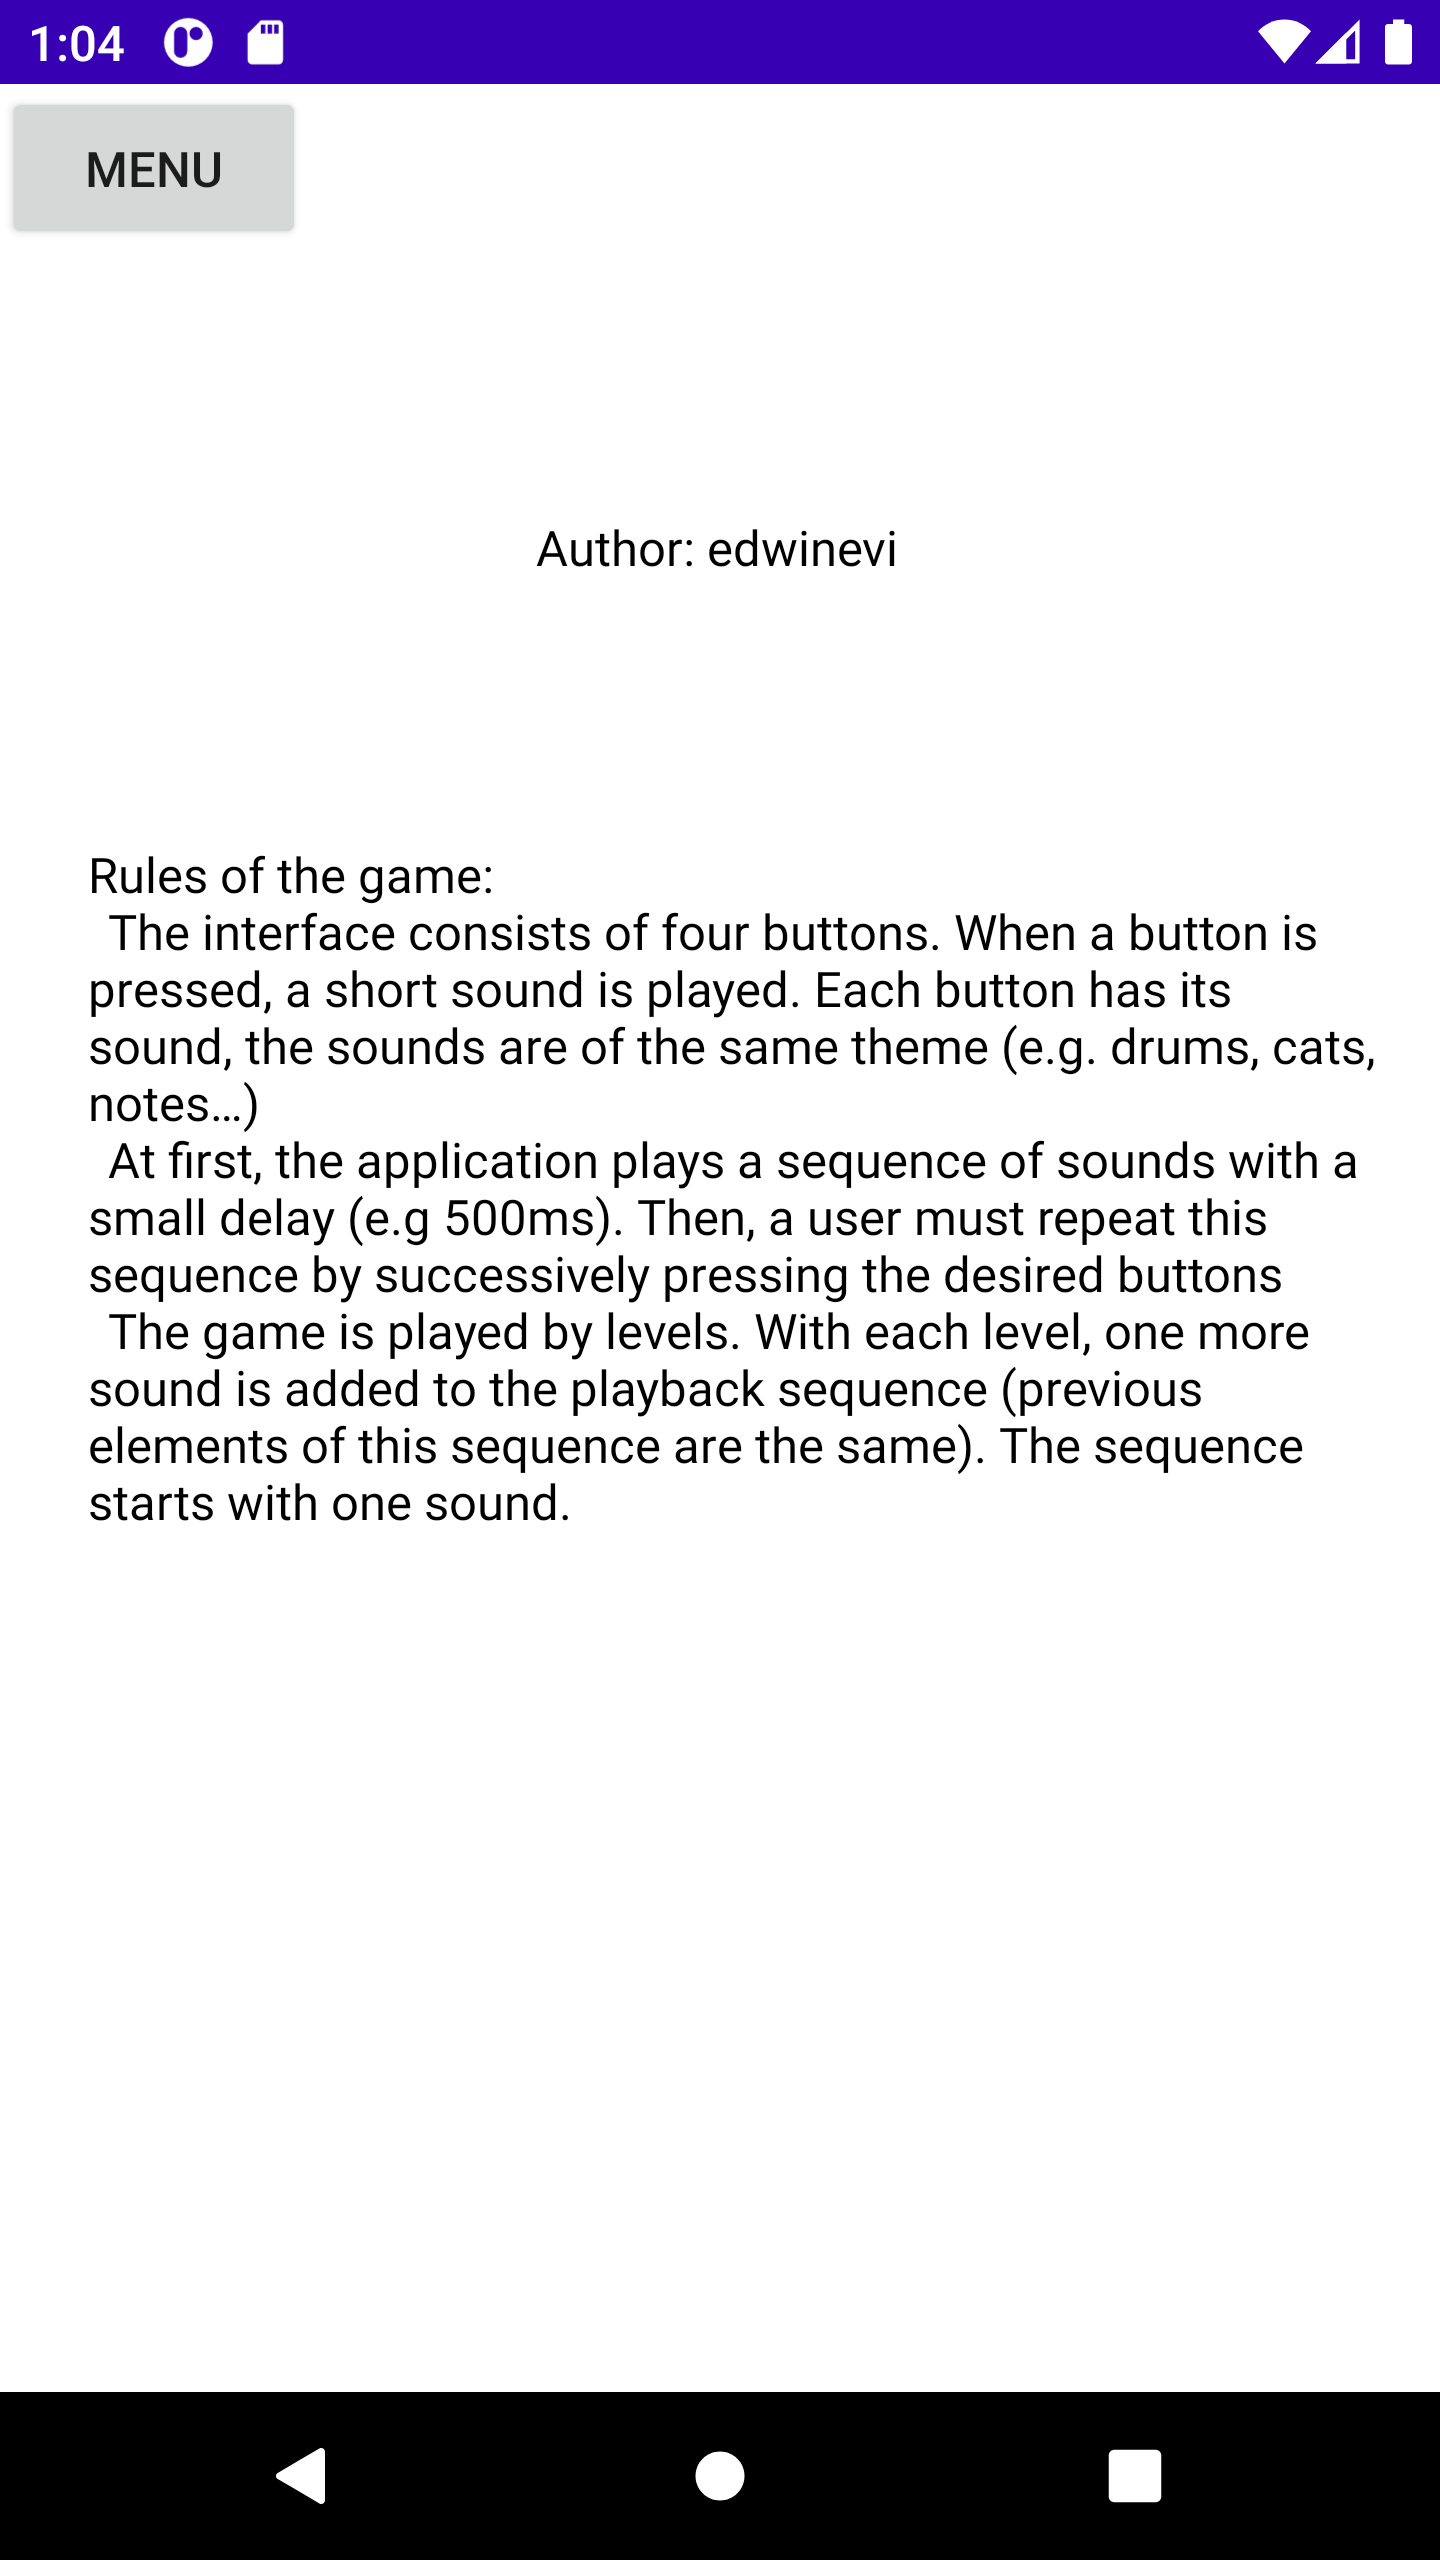 1:04
MENU
Author: edwinevi
Rules of the game:
The interface consists of four buttons. When a button is
pressed, a short sound is played. Each button has its
sound, the sounds are of the same theme (e.g. drums, cats,
notes…)
At first, the application plays a sequence of sounds with a
small delay (e.g 500ms). Then, a user must repeat this
sequence by successively pressing the desired buttons
The game is played by levels. With each level, one more
sound is added to the playback sequence (previous
elements of this sequence are the same). The sequence
starts with one sound.